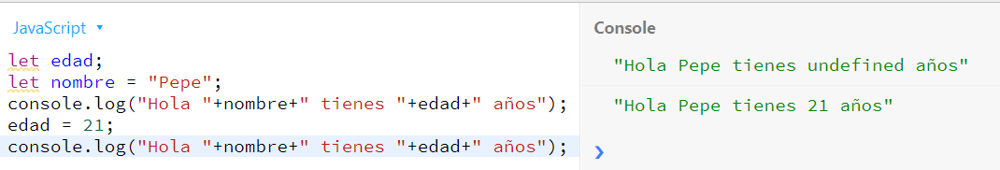 JavaScript
let edad;
let nombre = "Pepe";
console.log("Hola "+nombre+" tienes "+edad+" años");
edad = 21;
console.log("Hola "+nombre+" tienes "+edad+" años");
Console
"Hola Pepe tienes undefined años"
"Hola Pepe tienes 21 años"